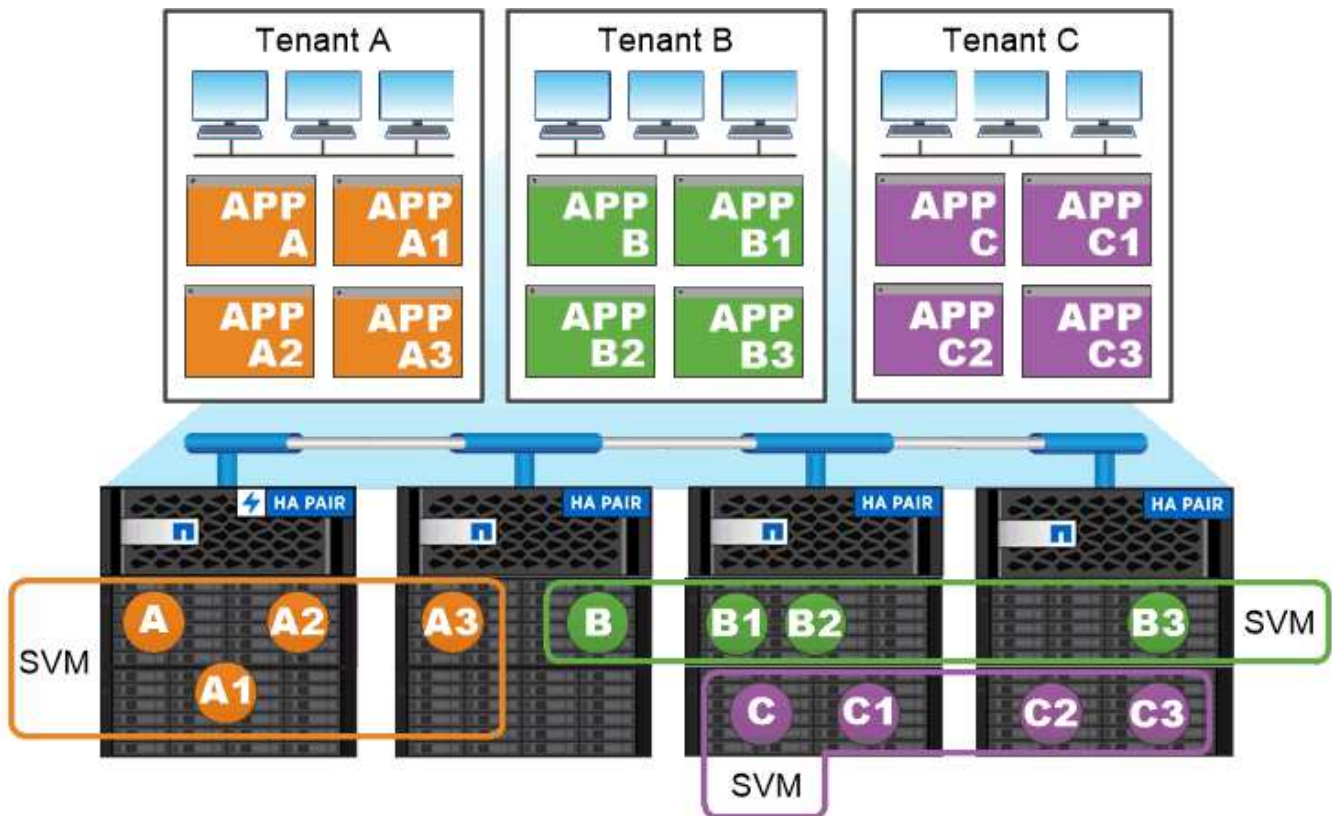 Tenant A
Tenant B
Tenant C
APP A
APP A1
APP B
APP B1
APP C
APP C1
APP A2
APP A3
APP B2
APP B3
APP C2
APP C3
HA PAIR
HA PAIR
HA PAIR
HA PAIR
A
A2
A3
B
B1
B2
B3
SVM
SVM
A1
C
C1
C2
C3
SVM